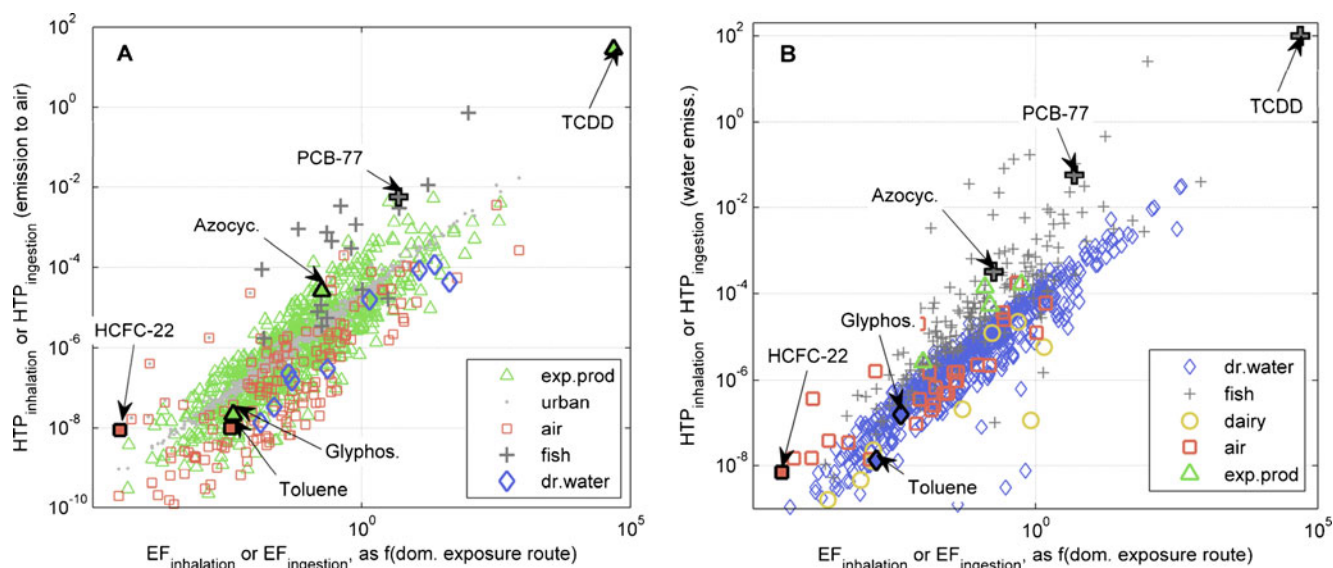 A
10^2
10^0
10^-2
10^-4
10^-6
10^-8
10^-10
HTP_inhalation or HTP_ingestion (emission to air)
TCDD
PCB-77
Azocyc.
HCFC-22
Glyphos.
Toluene
exp.prod
urban
air
fish
dr.water
10^0
10^5
EF_inhalation or EF_ingestion, as f(dom. exposure route)
B
10^2
10^0
10^-2
10^-4
10^-6
10^-8
HTP_inhalation or HTP_ingestion (water emiss.)
TCDD
PCB-77
Azocyc.
Glyphos.
HCFC-22
Toluene
dr.water
fish
dairy
air
exp.prod
10^0
10^5
EF_inhalation or EF_ingestion, as f(dom. exposure route)